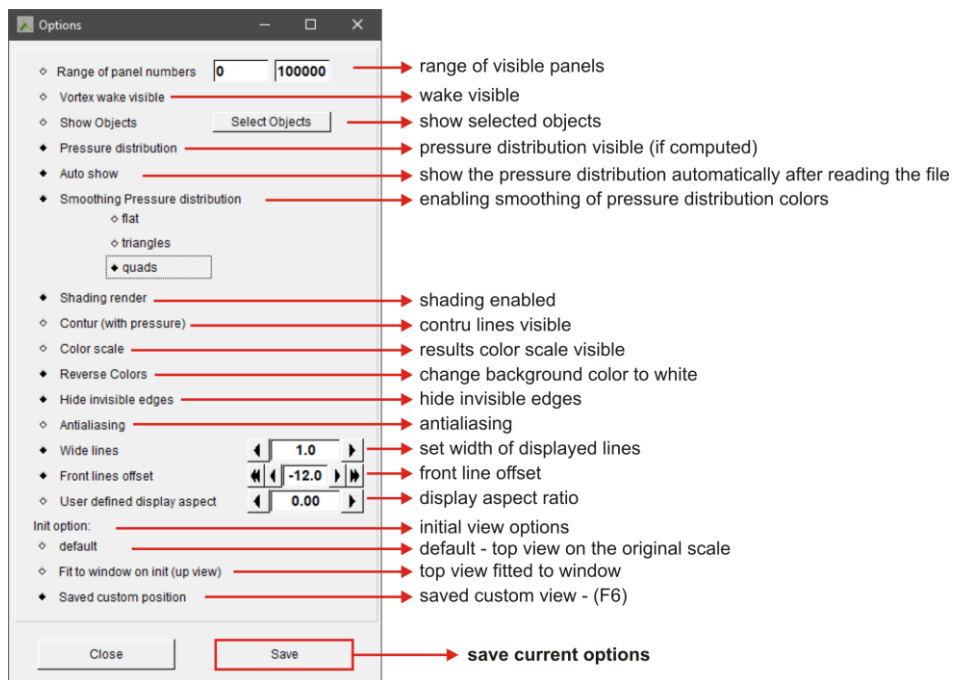 Options
Range of panel numbers 0 100000 range of visible panels
Vortex wake visible wake visible
Show Objects Select Objects show selected objects
Pressure distribution pressure distribution visible (if computed)
Auto show show the pressure distribution automatically after reading the file
Smoothing Pressure distribution enabling smoothing of pressure distribution colors
flat
triangles
quads
Shading render shading enabled
Contur (with pressure) contru lines visible
Color scale results color scale visible
Reverse Colors change background color to white
Hide invisible edges hide invisible edges
Antialiasing antialiasing
Wide lines 1.0 set width of displayed lines
Front lines offset -12.0 front line offset
User defined display aspect 0.00 display aspect ratio
Init option: initial view options
default default - top view on the original scale
Fit to window on init (up view) top view fitted to window
Saved custom position saved custom view - (F6)
Close Save save current options